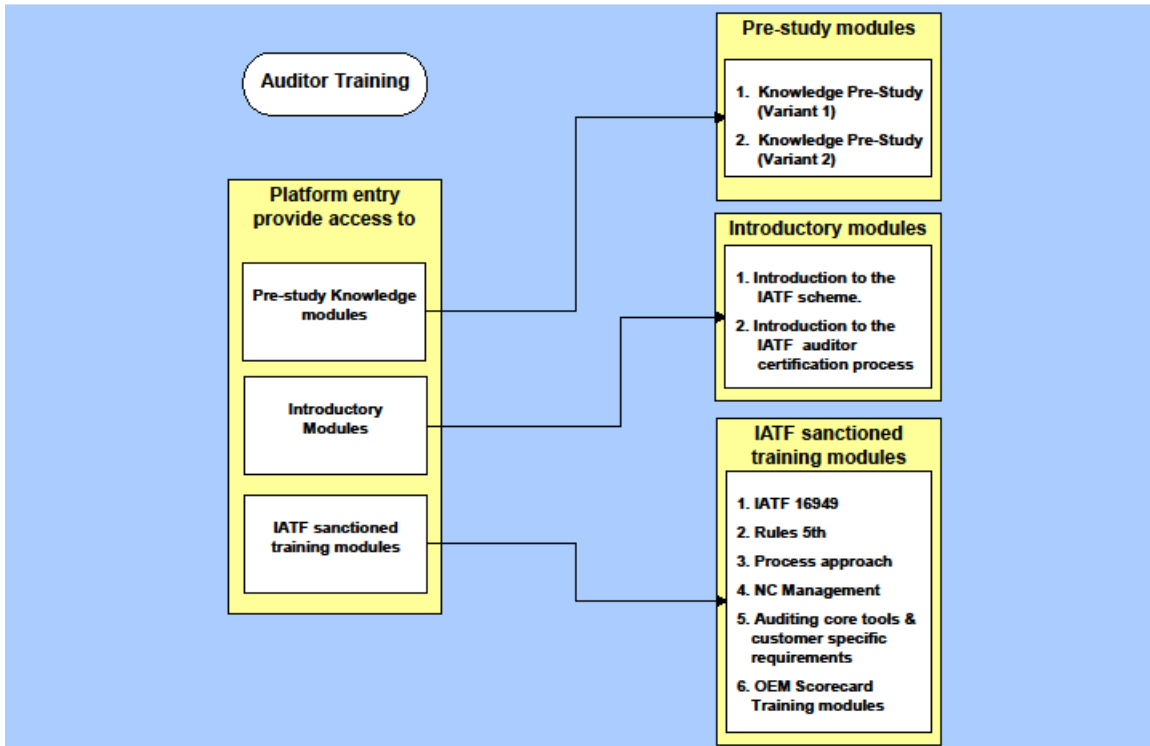 Auditor Training
Platform entry
provide access to
Pre-study Knowledge
modules
Introductory
Modules
IATF sanctioned
training modules
Pre-study modules
1. Knowledge Pre-Study
(Variant 1)
2. Knowledge Pre-Study
(Variant 2)
Introductory modules
1. Introduction to the
IATF scheme.
2. Introduction to the
IATF auditor
certification process
IATF sanctioned
training modules
1. IATF 16949
2. Rules 5th
3. Process approach
4. NC Management
5. Auditing core tools &
customer specific
requirements
6. OEM Scorecard
Training modules